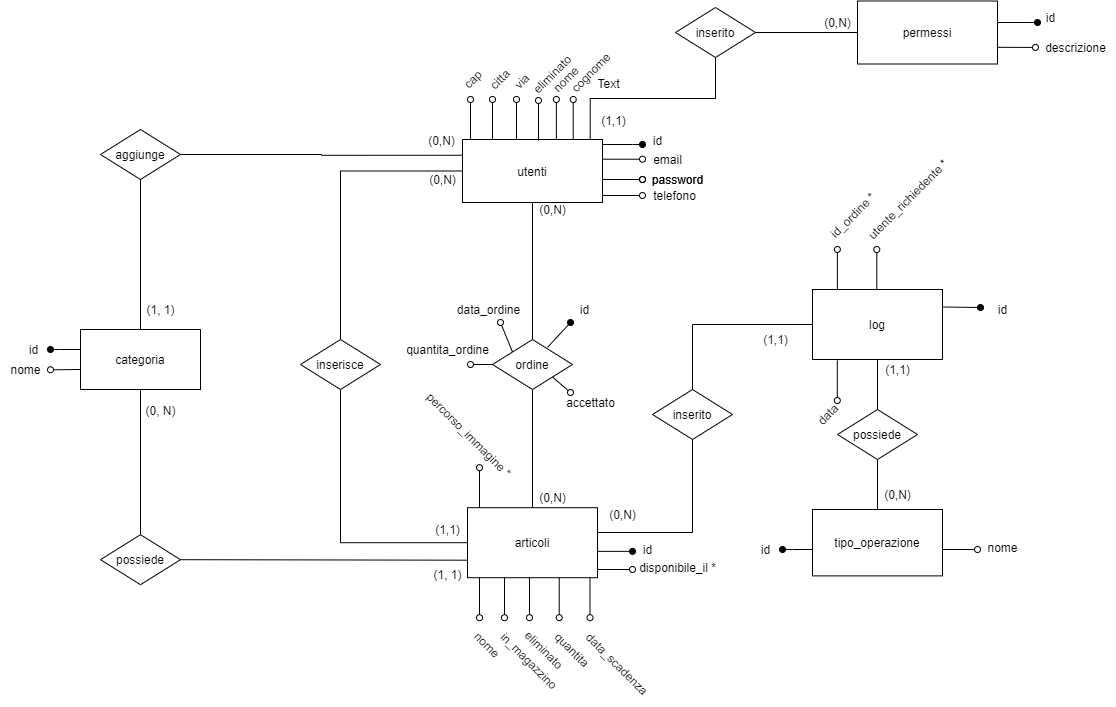 inserito
(0,N)
permessi
id
descrizione
cap
citta
via
eliminato
nome
cognome
Text
(1,1)
aggiunge
(0,N)
(0,N)
utenti
id
email
password
telefono
(0,N)
id_ordine *
utente_richiedente *
(1, 1)
id
nome
categoria
(0, N)
inserisce
data_ordine
id
quantita_ordine
ordine
accettato
(1,1)
log
id
(1,1)
data
inserito
possiede
percorso_immagine *
(0,N)
(0,N)
(0,N)
(1,1)
articoli
id
disponibile_il *
possiede
(1, 1)
id
tipo_operazione
nome
nome
in_magazzino
eliminato
quantita
data_scadenza